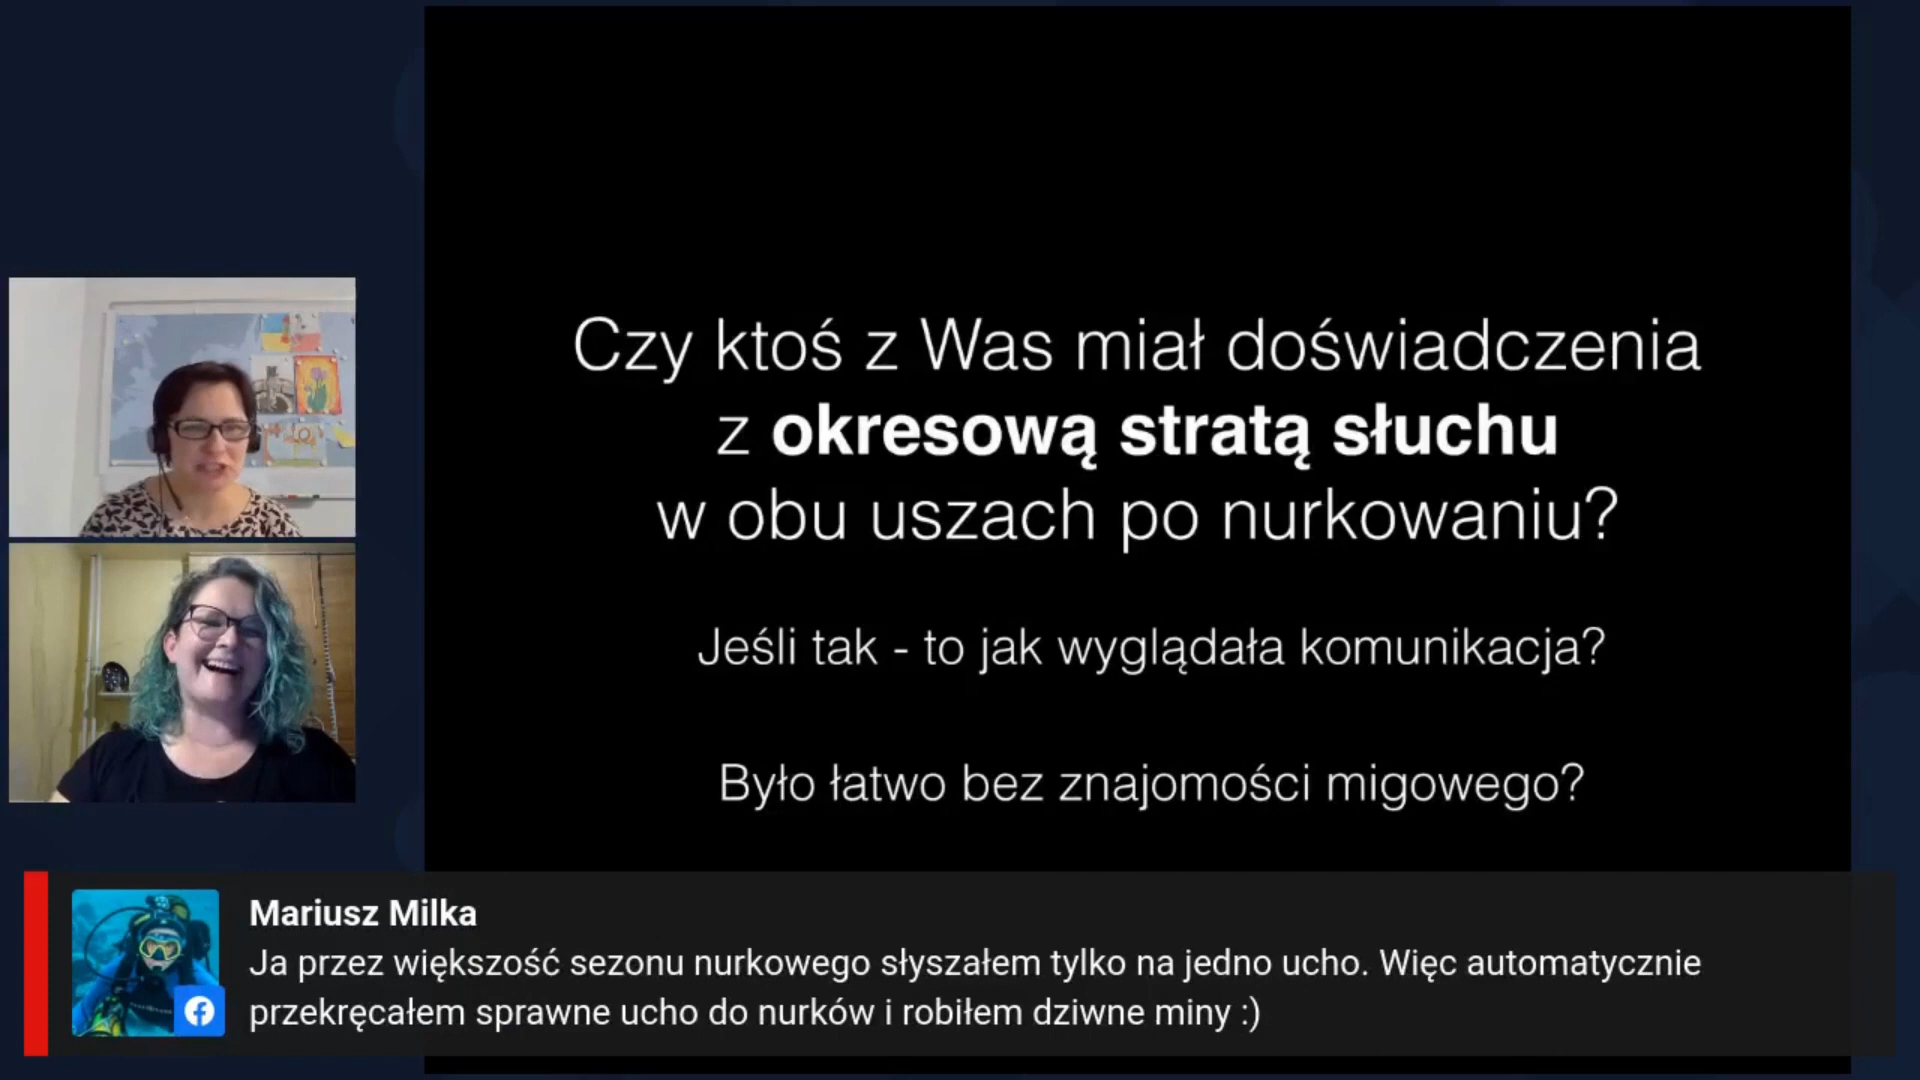 Czy ktoś z Was miał doświadczenia
z okresową stratą słuchu
w obu uszach po nurkowaniu?
Jeśli tak - to jak wyglądała komunikacja?
Było łatwo bez znajomości migowego?
Mariusz Milka
Ja przez większość sezonu nurkowego słyszałem tylko na jedno ucho. Więc automatycznie
przekręcałem sprawne ucho do nurków i robiłem dziwne miny :)